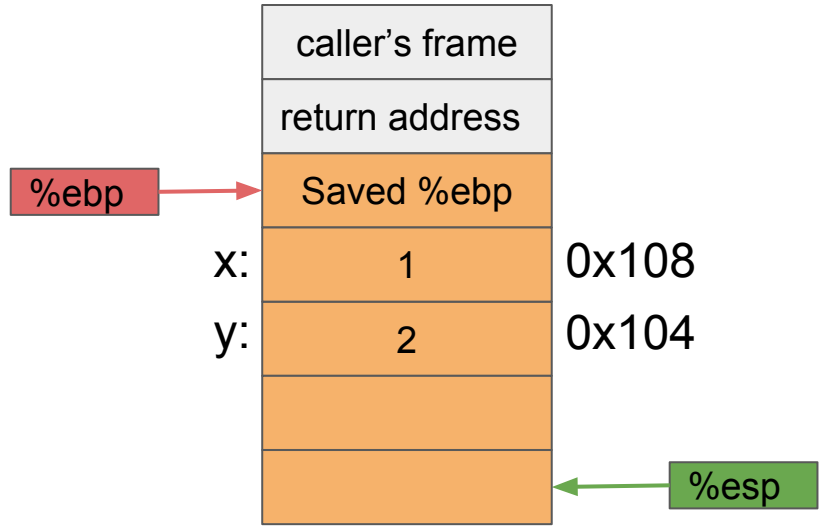 caller’s frame
return address
%ebp
Saved %ebp
x:
1
0x108
y:
2
0x104
%esp